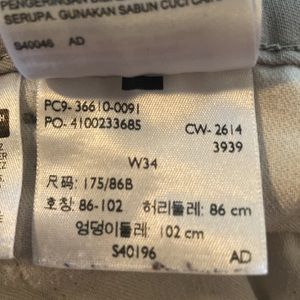 SERUPA. GUNAKAN SABUN CUCI
S40046 AD
PC9- 36610-0091
PO- 4100233685 CW- 2614
3939
W34
尺码: 175/86B
호칭: 86-102 허리둘레: 86 cm
엉덩이둘레: 102 cm
S40196 AD